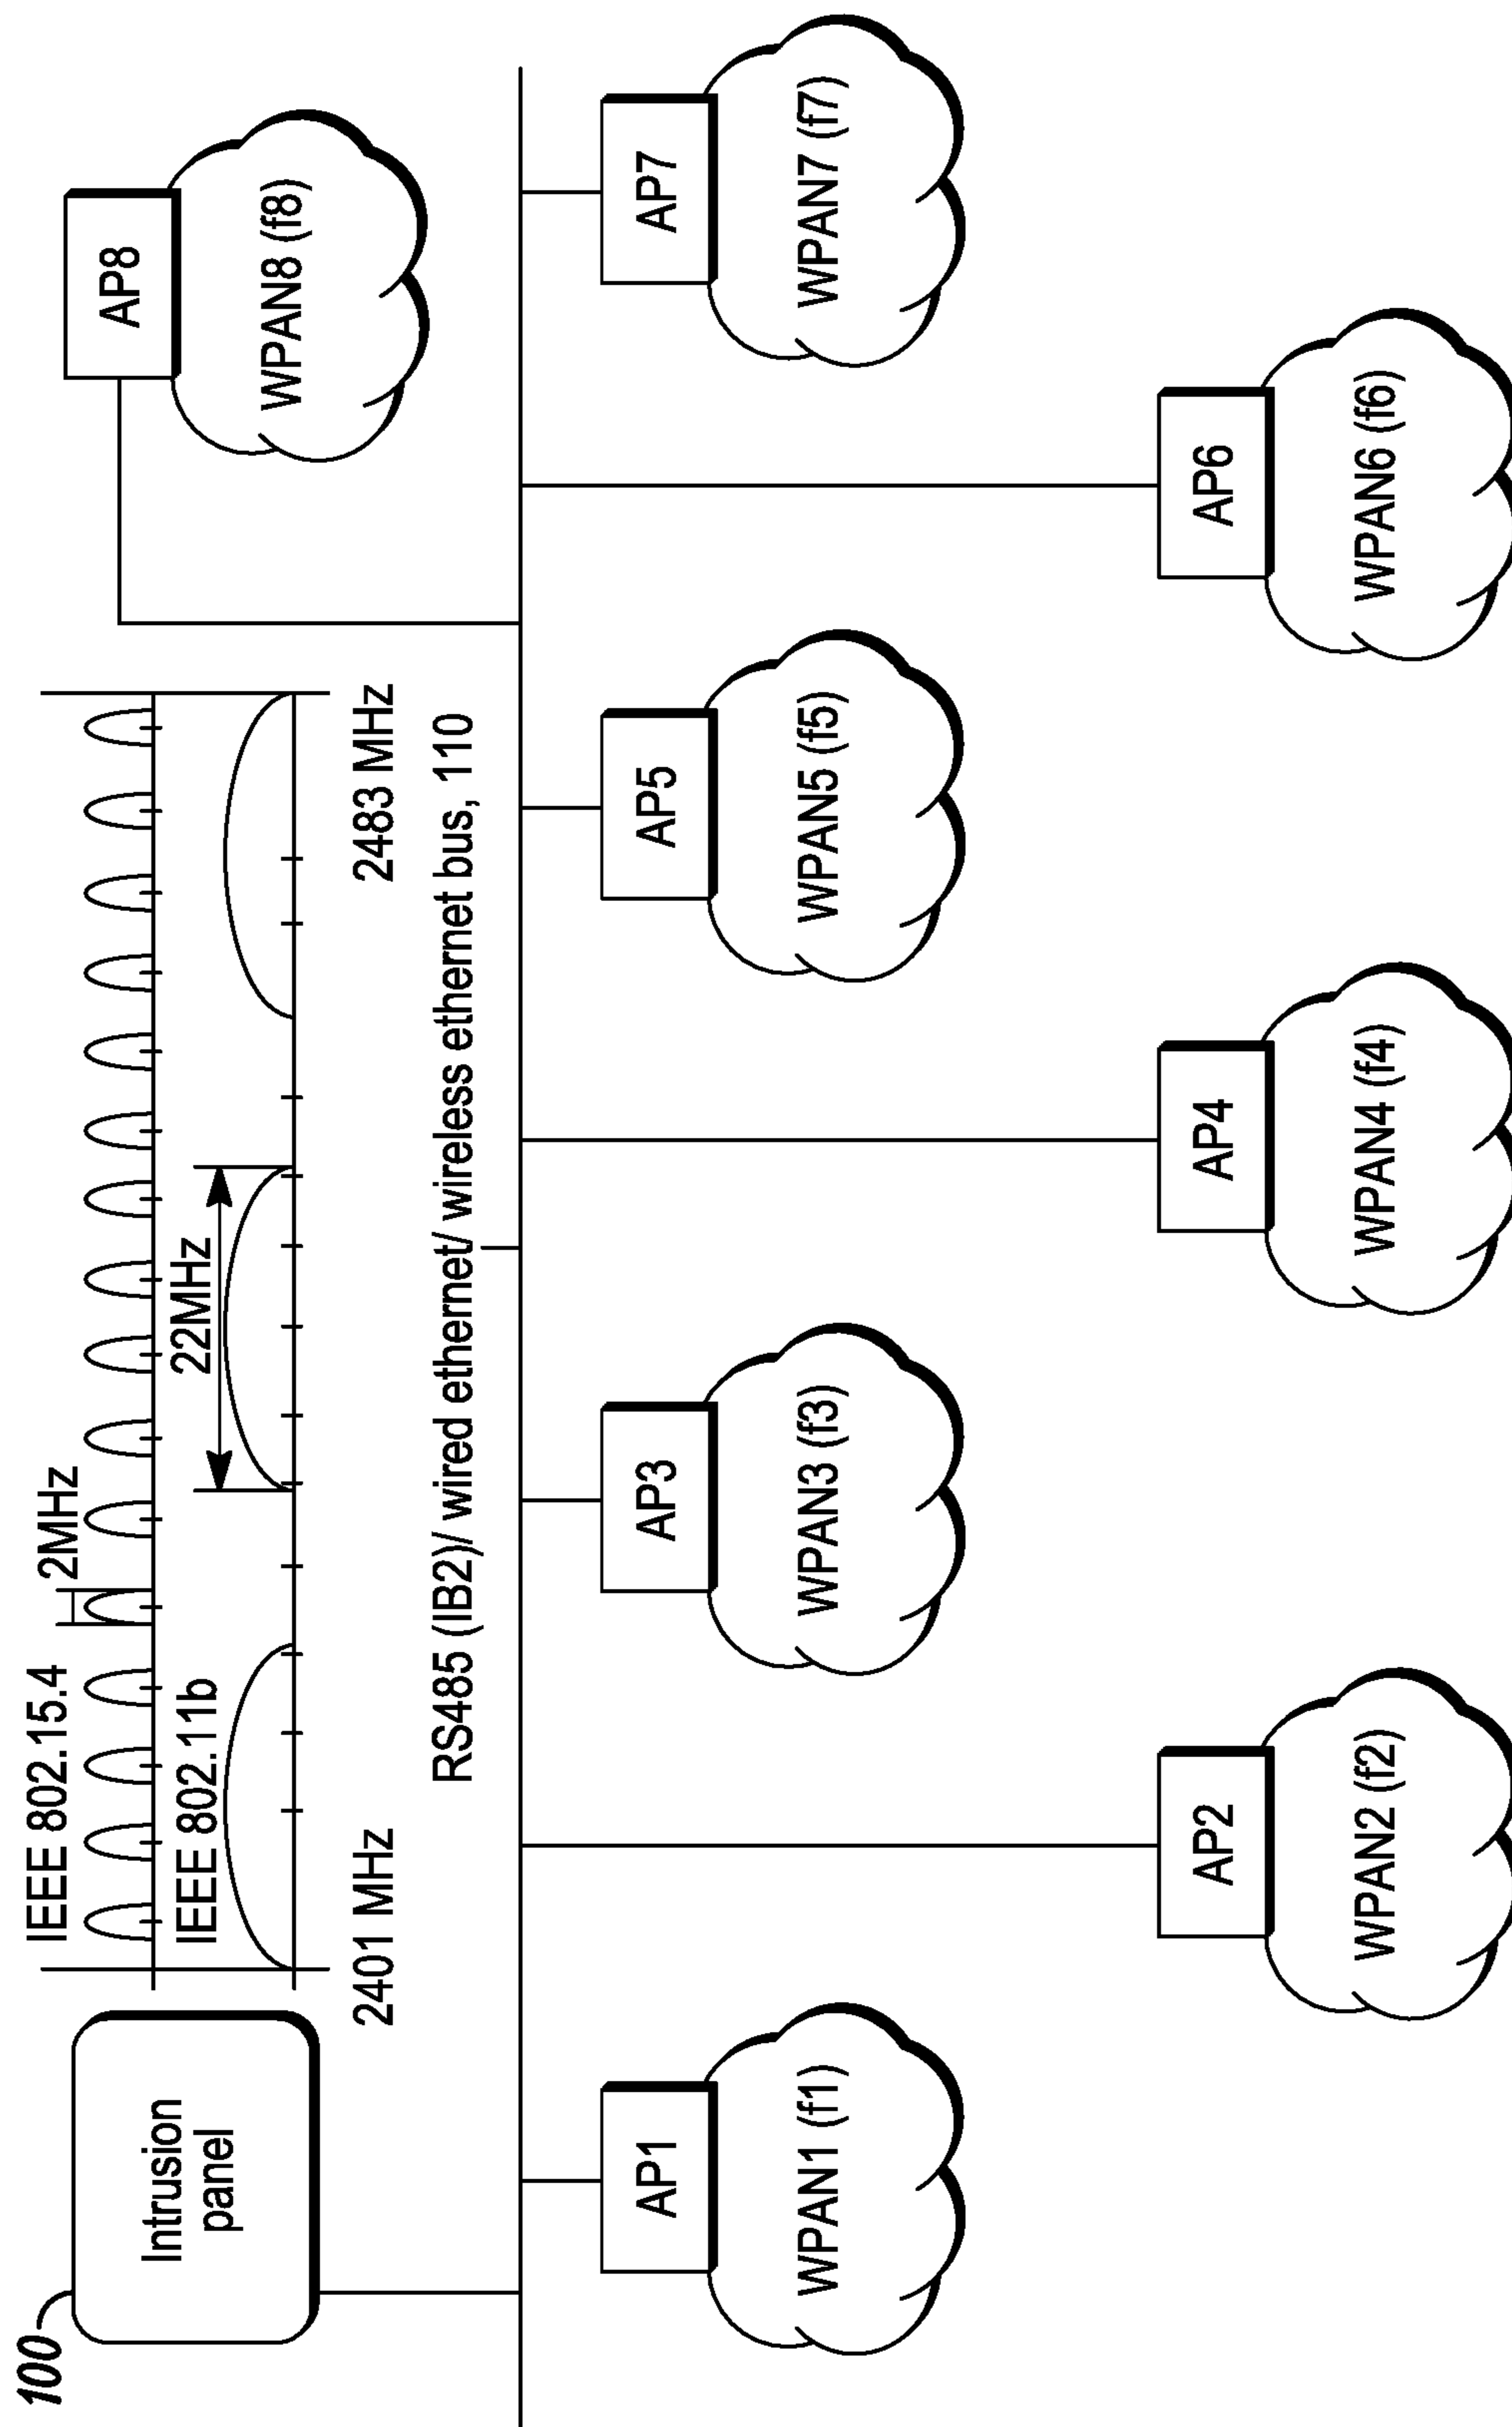 100
Intrusion
panel
IEEE 802.15.4
2MHz
IEEE 802.11b
22MHz
2401 MHz
2483 MHz
RS485 (IB2)/ wired ethernet/ wireless ethernet bus, 110
AP8
WPAN8 (f8)
AP1
WPAN1 (f1)
AP3
WPAN3 (f3)
AP5
WPAN5 (f5)
AP7
WPAN7 (f7)
AP2
WPAN2 (f2)
AP4
WPAN4 (f4)
AP6
WPAN6 (f6)